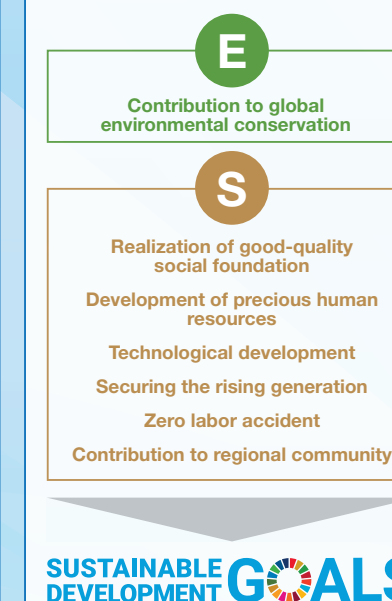 E
Contribution to global
environmental conservation
S
Realization of good-quality
social foundation
Development of precious human
resources
Technological development
Securing the rising generation
Zero labor accident
Contribution to regional community
SUSTAINABLE
DEVELOPMENT GOALS